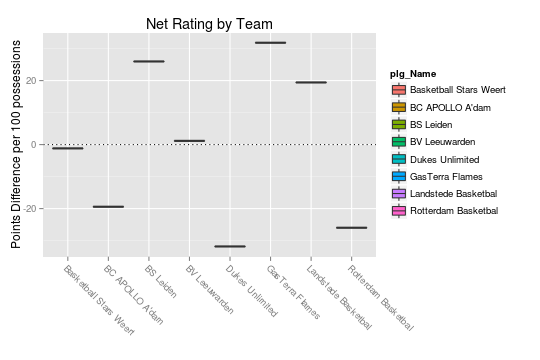 Net Rating by Team
Points Difference per 100 possessions
20
0
-20
Basketball Stars Weert
BC APOLLO A'dam
BS Leiden
BV Leeuwarden
Dukes Unlimited
GasTerra Flames
Landstede Basketbal
Rotterdam Basketbal
plg_Name
Basketball Stars Weert
BC APOLLO A'dam
BS Leiden
BV Leeuwarden
Dukes Unlimited
GasTerra Flames
Landstede Basketbal
Rotterdam Basketbal